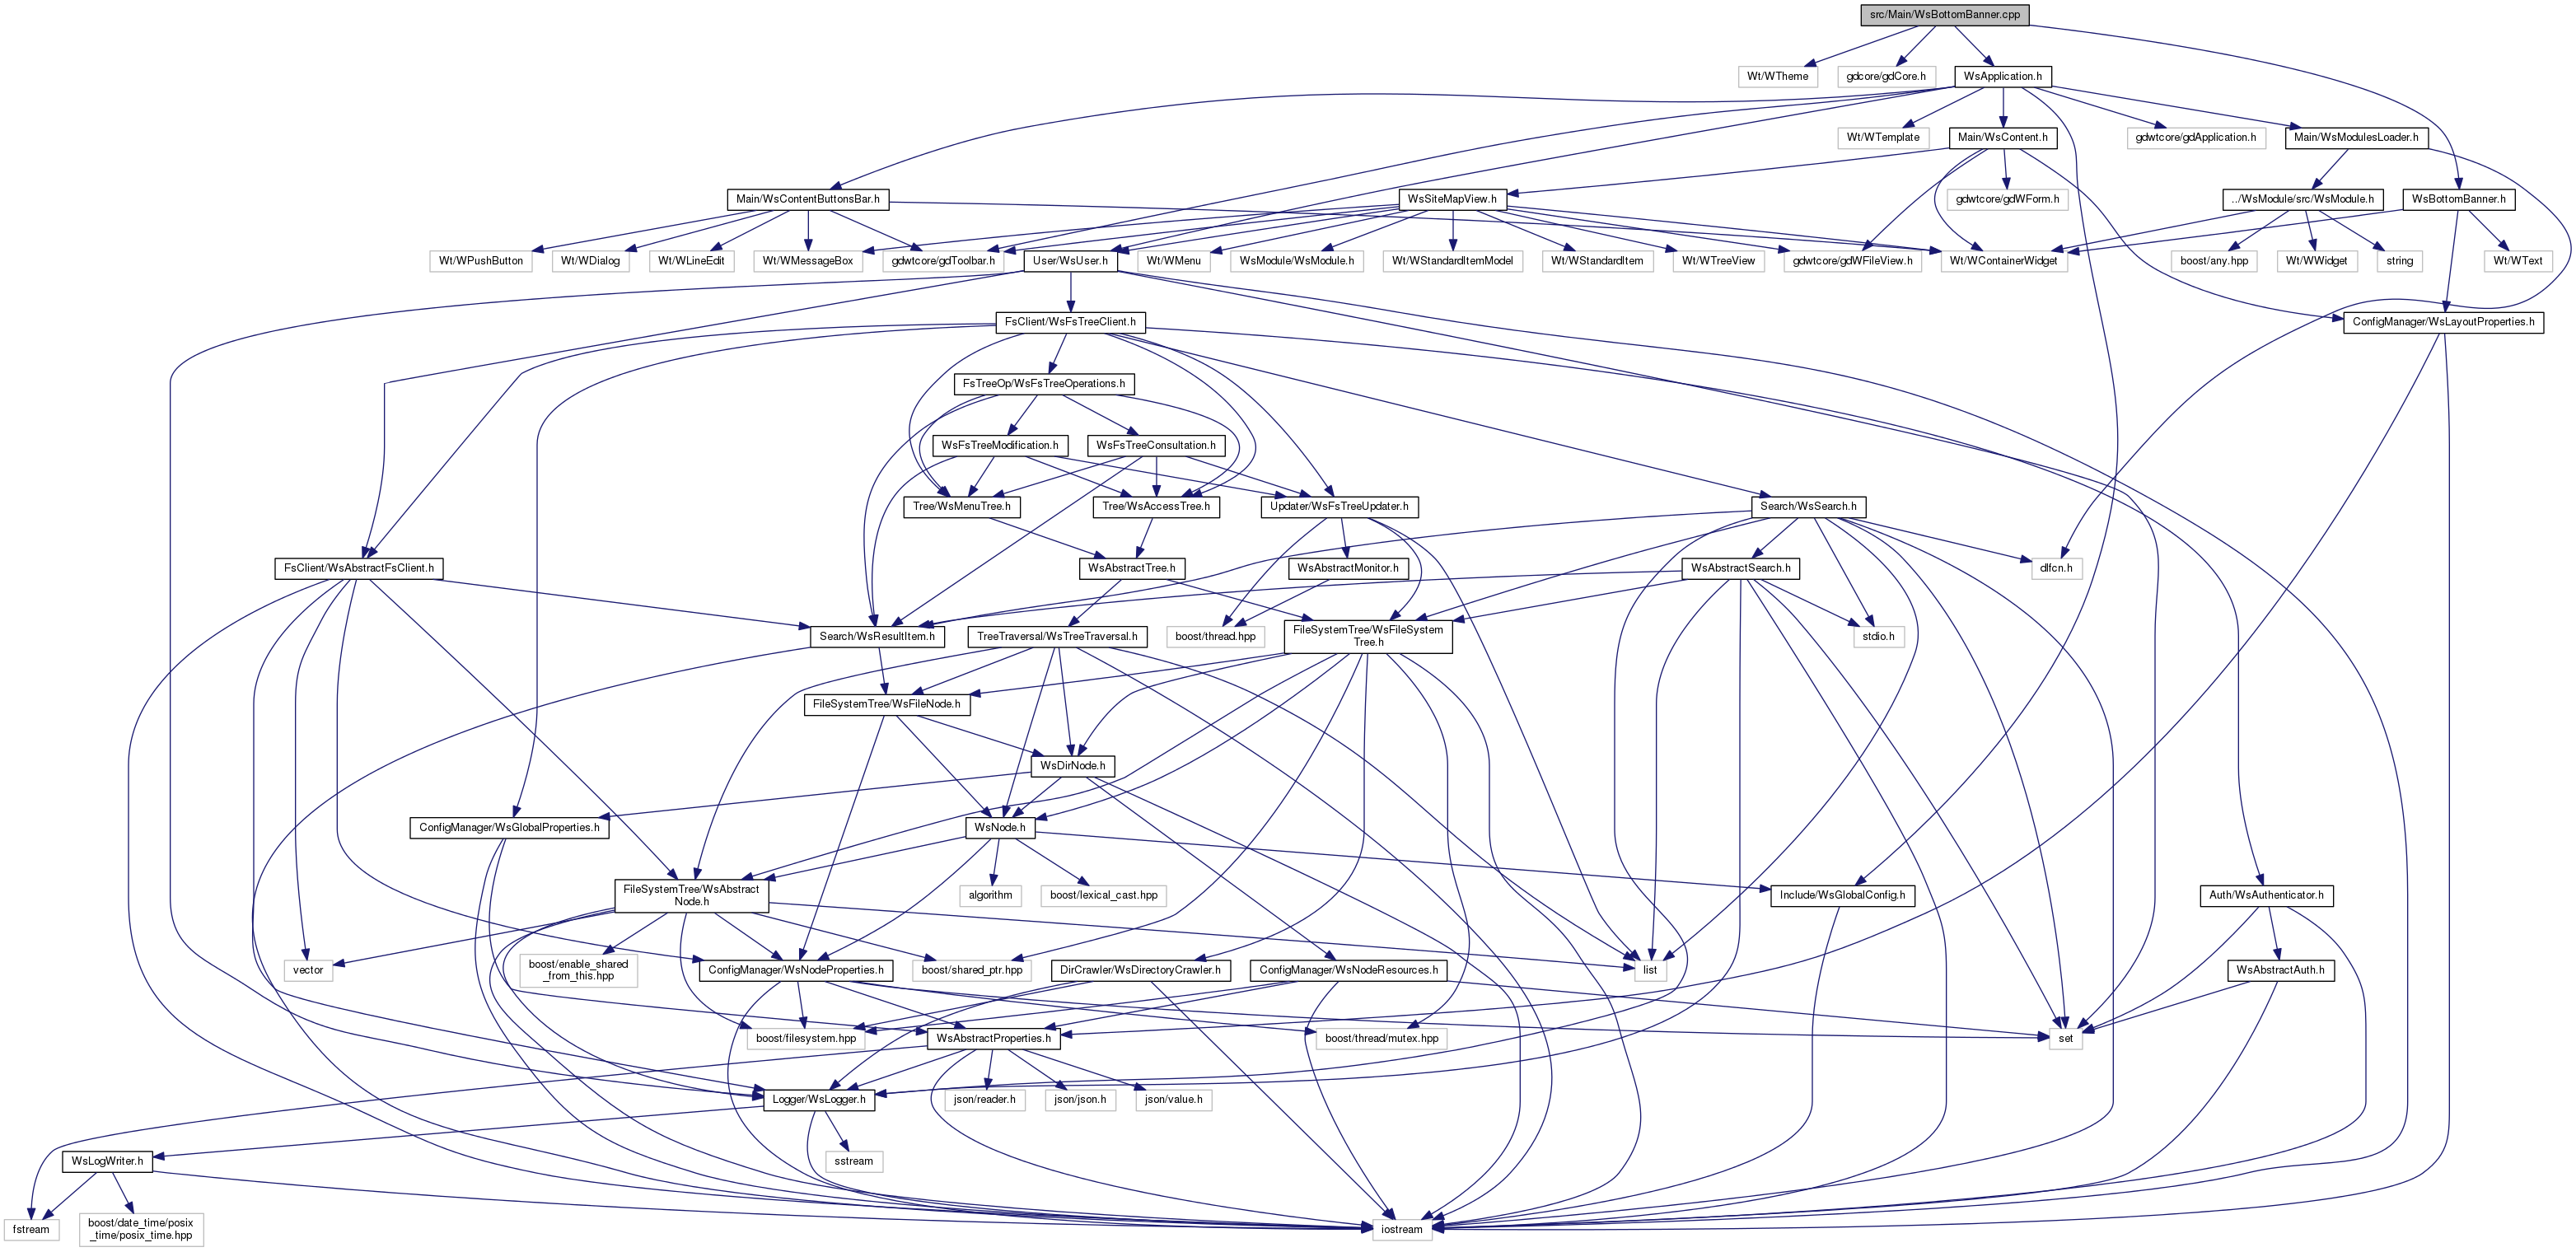 src/Main/WsBottomBanner.cpp
Wt/WTheme
gdcore/gdCore.h
WsApplication.h
Wt/WTemplate
Main/WsContent.h
gdwtcore/gdApplication.h
Main/WsModulesLoader.h
Main/WsContentButtonsBar.h
WsSiteMapView.h
gdwtcore/gdWForm.h
../WsModule/src/WsModule.h
WsBottomBanner.h
Wt/WPushButton
Wt/WDialog
Wt/WLineEdit
Wt/WMessageBox
gdwtcore/gdToolbar.h
User/WsUser.h
Wt/WMenu
WsModule/WsModule.h
Wt/WStandardItemModel
Wt/WStandardItem
Wt/WTreeView
gdwtcore/gdWFileView.h
Wt/WContainerWidget
boost/any.hpp
Wt/WWidget
string
Wt/WText
FsClient/WsFsTreeClient.h
ConfigManager/WsLayoutProperties.h
FsTreeOp/WsFsTreeOperations.h
WsFsTreeModification.h
WsFsTreeConsultation.h
Tree/WsMenuTree.h
Tree/WsAccessTree.h
Updater/WsFsTreeUpdater.h
Search/WsSearch.h
FsClient/WsAbstractFsClient.h
WsAbstractTree.h
WsAbstractMonitor.h
WsAbstractSearch.h
dlfcn.h
Search/WsResultItem.h
TreeTraversal/WsTreeTraversal.h
boost/thread.hpp
FileSystemTree/WsFileSystem
Tree.h
stdio.h
FileSystemTree/WsFileNode.h
WsDirNode.h
ConfigManager/WsGlobalProperties.h
WsNode.h
FileSystemTree/WsAbstract
Node.h
algorithm
boost/lexical_cast.hpp
Include/WsGlobalConfig.h
Auth/WsAuthenticator.h
vector
boost/enable_shared
_from_this.hpp
ConfigManager/WsNodeProperties.h
boost/shared_ptr.hpp
DirCrawler/WsDirectoryCrawler.h
ConfigManager/WsNodeResources.h
list
WsAbstractAuth.h
boost/filesystem.hpp
WsAbstractProperties.h
boost/thread/mutex.hpp
set
Logger/WsLogger.h
json/reader.h
json/json.h
json/value.h
WsLogWriter.h
sstream
fstream
boost/date_time/posix
_time/posix_time.hpp
iostream